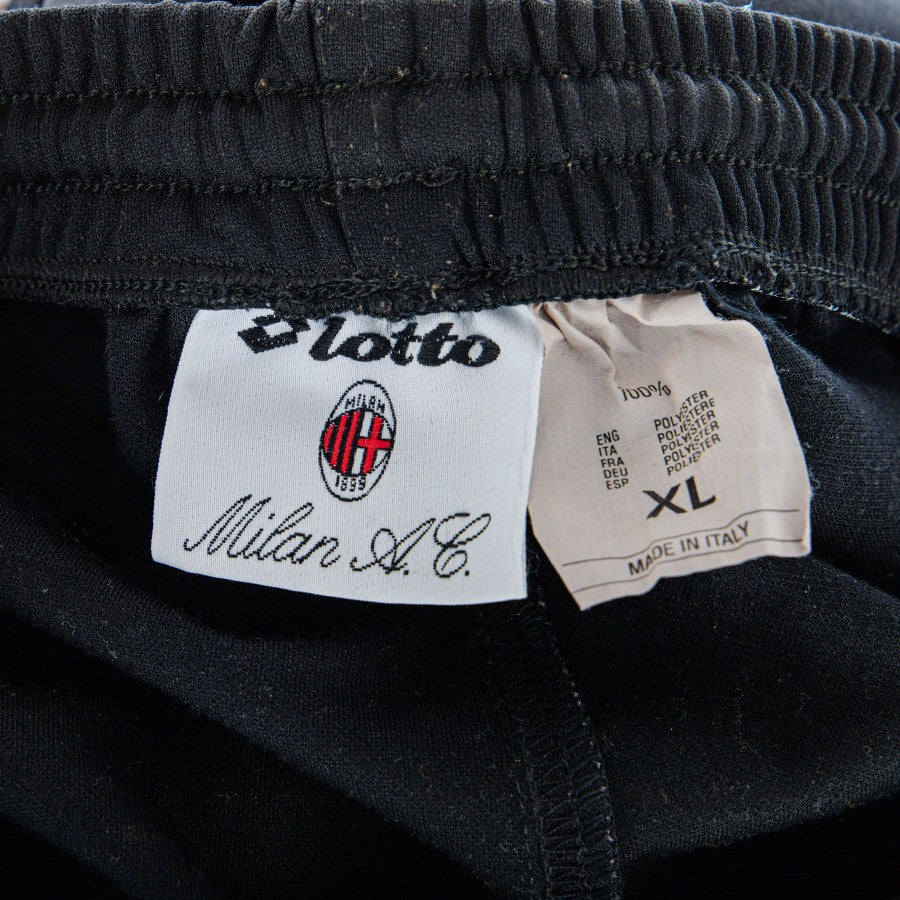 lotto
MILAN
1899
Milan A.C.
100%
ENG POLYESTER
ITA POLIESTERE
FRA POLYESTER
DEU POLYESTER
ESP POLIESTER
XL
MADE IN ITALY